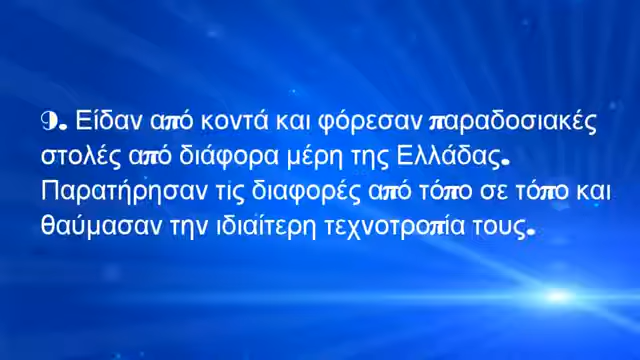 9. Είδαν από κοντά και φόρεσαν παραδοσιακές
στολές από διάφορα μέρη της Ελλάδας.
Παρατήρησαν τις διαφορές από τόπο σε τόπο και
θαύμασαν την ιδιαίτερη τεχνοτροπία τους.